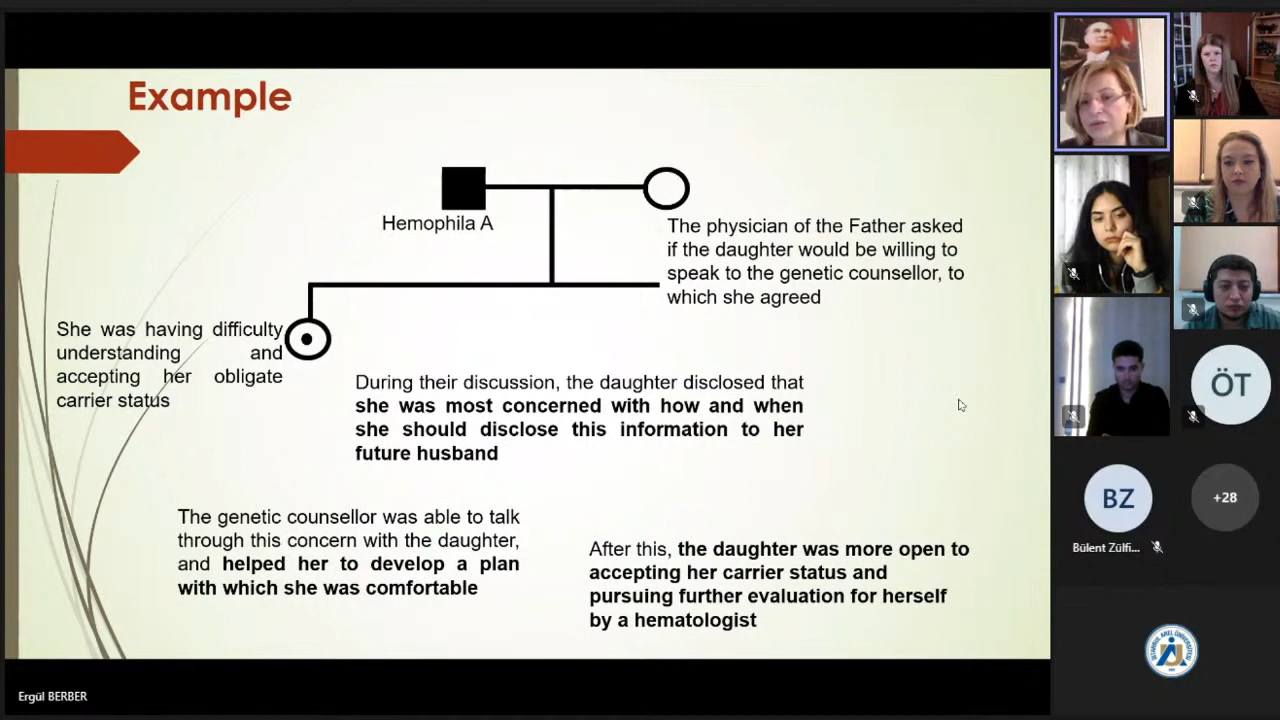 Example
Hemophila A
The physician of the Father asked
if the daughter would be willing to
speak to the genetic counsellor, to
which she agreed
She was having difficulty
understanding and
accepting her obligate
carrier status
During their discussion, the daughter disclosed that
she was most concerned with how and when
she should disclose this information to her
future husband
The genetic counsellor was able to talk
through this concern with the daughter,
and helped her to develop a plan
with which she was comfortable
After this, the daughter was more open to
accepting her carrier status and
pursuing further evaluation for herself
by a hematologist
ÖT
BZ
+28
Bülent Zülfi...
Ergül BERBER